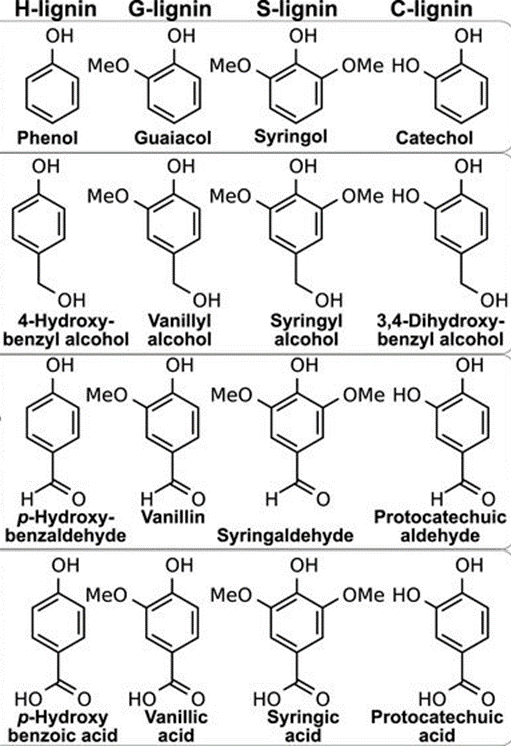 H-lignin G-lignin S-lignin C-lignin
OH OH OH OH
MeO MeO OMe HO
Phenol Guaiacol Syringol Catechol
OH OH OH OH
MeO MeO OMe HO
OH OH OH OH
4-Hydroxy- Vanillyl Syringyl 3,4-Dihydroxy-
benzyl alcohol alcohol alcohol benzyl alcohol
OH OH OH OH
MeO MeO OMe HO
H O H O H O H O
p-Hydroxy- Vanillin Protocatechuic
benzaldehyde Syringaldehyde aldehyde
OH OH OH OH
MeO MeO OMe HO
HO O HO O HO O HO O
p-Hydroxy Vanillic Syringic Protocatechuic
benzoic acid acid acid acid